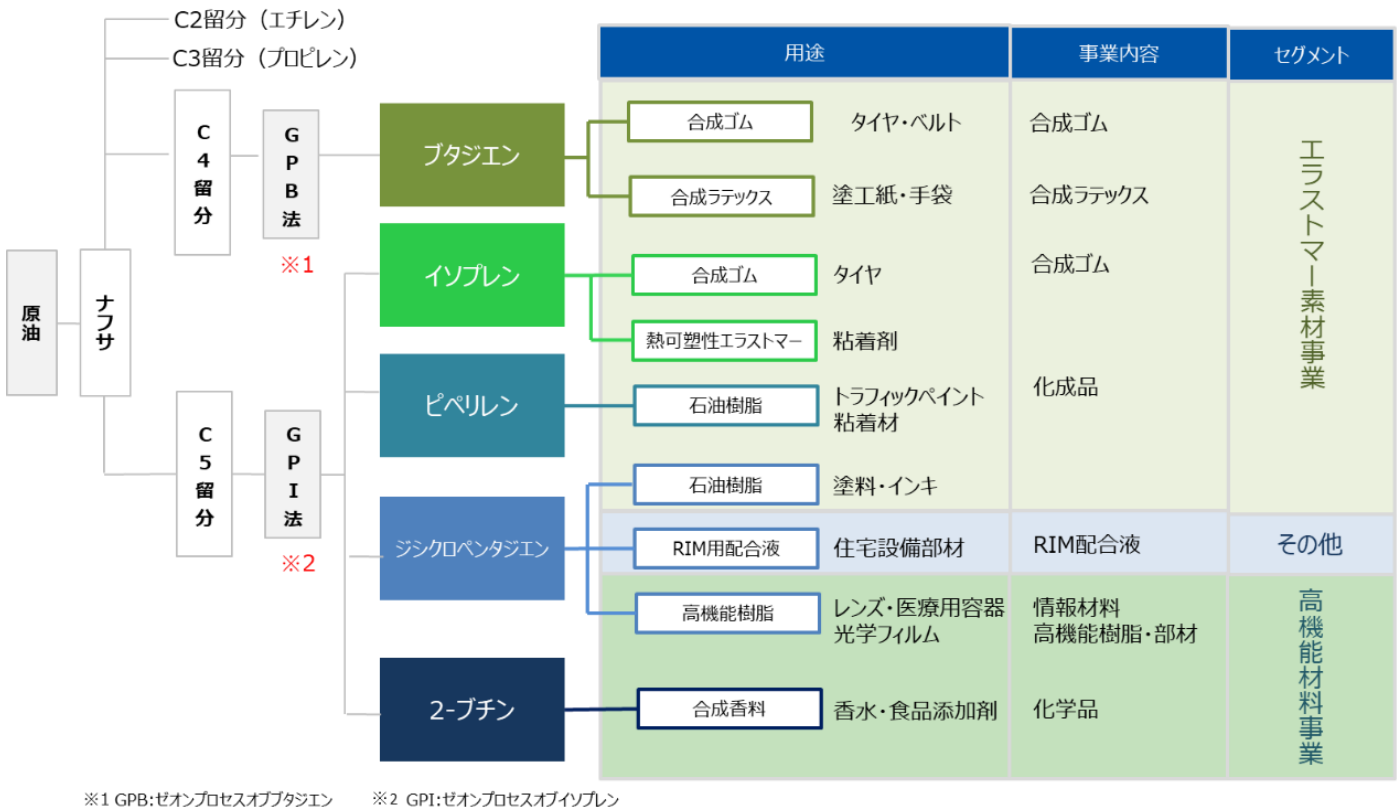 C2留分（エチレン）
C3留分（プロピレン）
用途
事業内容
セグメント
原油
ナフサ
C4留分
GPB法
※1
C5留分
GPI法
※2
ブタジエン
合成ゴム
タイヤ・ベルト
合成ゴム
合成ラテックス
塗工紙・手袋
合成ラテックス
イソプレン
合成ゴム
タイヤ
合成ゴム
熱可塑性エラストマー
粘着剤
ピペリレン
石油樹脂
トラフィックペイント
粘着材
化成品
エラストマー素材事業
ジシクロペンタジエン
石油樹脂
塗料・インキ
RIM用配合液
住宅設備部材
RIM配合液
その他
高機能樹脂
レンズ・医療用容器
光学フィルム
情報材料
高機能樹脂・部材
2-ブチン
合成香料
香水・食品添加剤
化学品
高機能材料事業
※1 GPB:ゼオンプロセスオブブタジエン
※2 GPI:ゼオンプロセスオブイソプレン